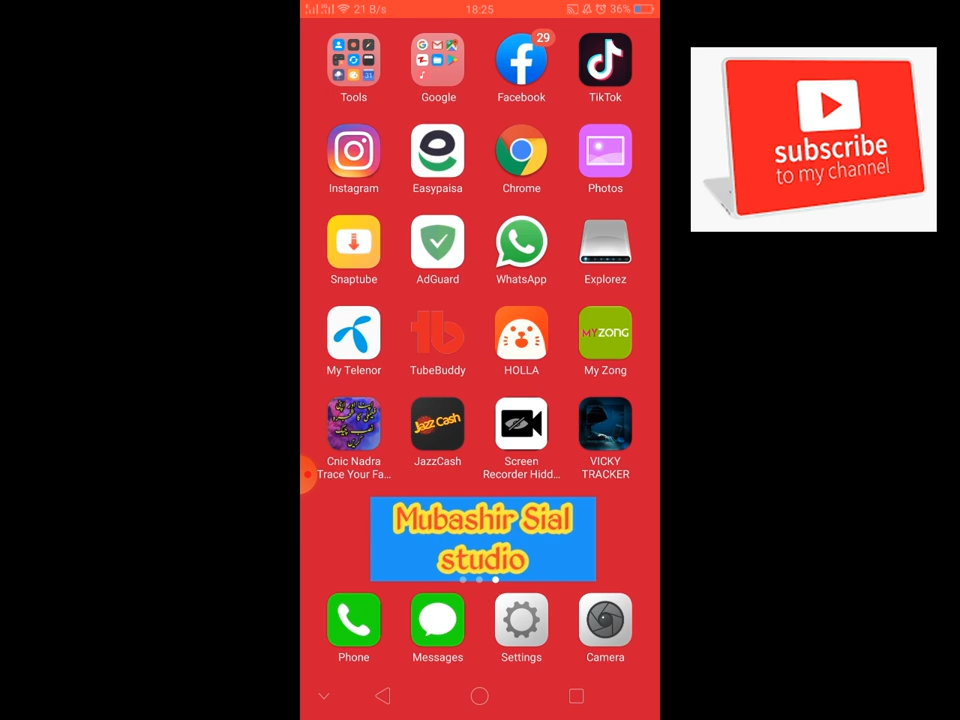 21 B/s
18:25
36%
29
Tools
Google
Facebook
TikTok
Instagram
Easypaisa
Chrome
Photos
Snaptube
AdGuard
WhatsApp
Explorez
My Telenor
TubeBuddy
HOLLA
My Zong
MY ZONG
Jazz Cash
Cnic Nadra
Trace Your Fa...
JazzCash
Screen
Recorder Hidd...
VICKY
TRACKER
Mubashir Sial
studio
Phone
Messages
Settings
Camera
subscribe
to my channel